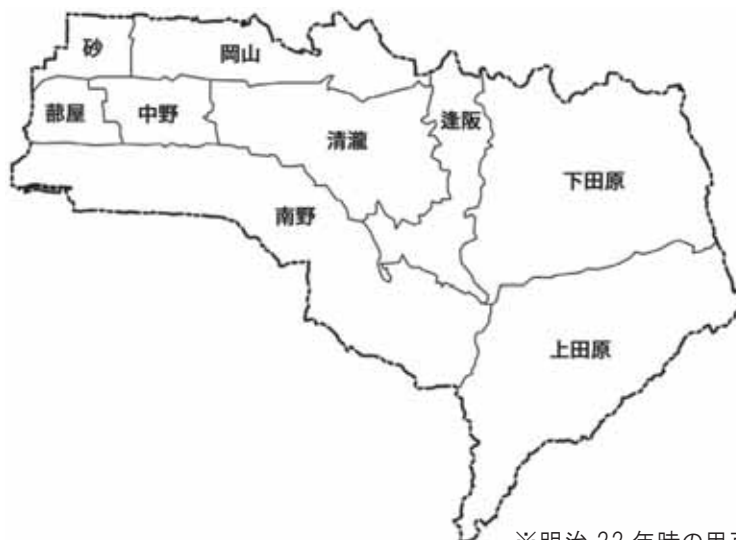 砂
岡山
蔀屋
中野
清瀧
逢阪
下田原
南野
上田原
※明治 22 年時の